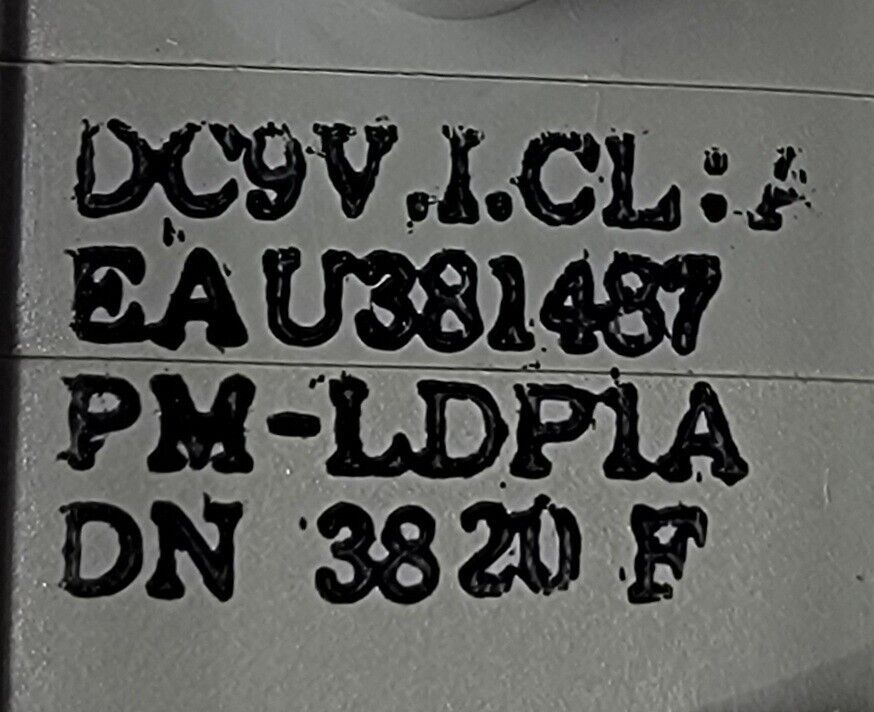 DC9V.I.CL:A
EAU381487
PM-LDP1A
DN 3820 F